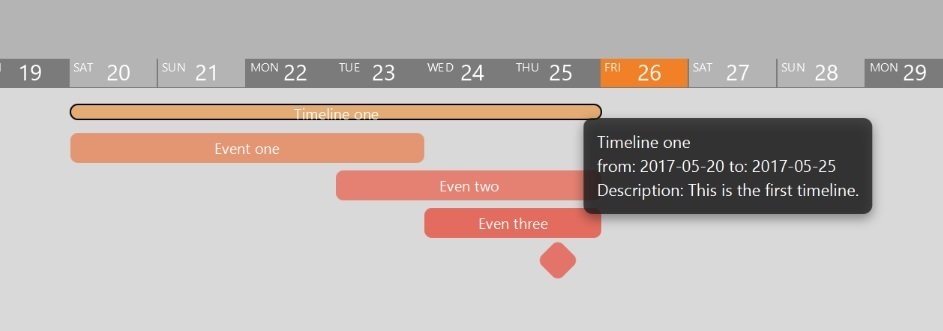 19 SAT 20 SUN 21 MON 22 TUE 23 WED 24 THU 25 FRI 26 SAT 27 SUN 28 MON 29
Timeline one
Event one
Even two
Even three
Timeline one
from: 2017-05-20 to: 2017-05-25
Description: This is the first timeline.